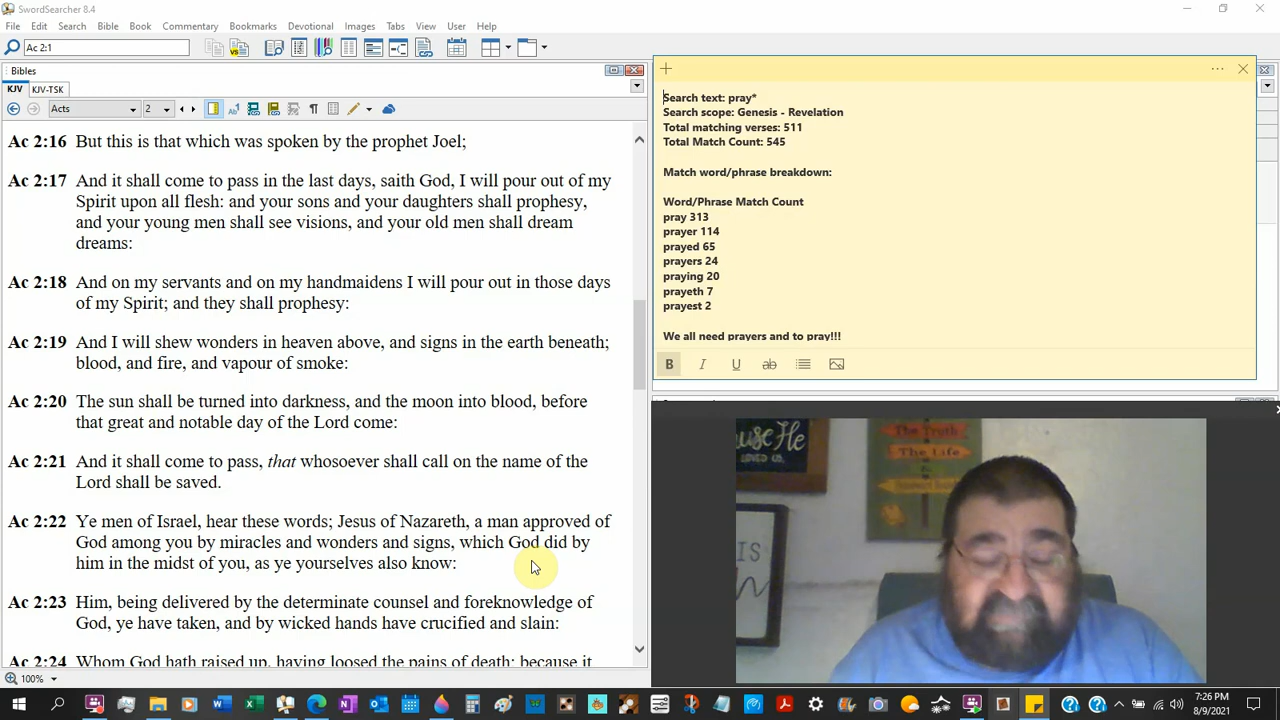 SwordSearcher 8.4
File Edit Search Bible Book Commentary Bookmarks Devotional Images Tabs View User Help
Ac 2:1
Bibles
KJV KJV-TSK
Acts 2
Ac 2:16 But this is that which was spoken by the prophet Joel;
Ac 2:17 And it shall come to pass in the last days, saith God, I will pour out of my
Spirit upon all flesh: and your sons and your daughters shall prophesy,
and your young men shall see visions, and your old men shall dream
dreams:
Ac 2:18 And on my servants and on my handmaidens I will pour out in those days
of my Spirit; and they shall prophesy:
Ac 2:19 And I will shew wonders in heaven above, and signs in the earth beneath;
blood, and fire, and vapour of smoke:
Ac 2:20 The sun shall be turned into darkness, and the moon into blood, before
that great and notable day of the Lord come:
Ac 2:21 And it shall come to pass, that whosoever shall call on the name of the
Lord shall be saved.
Ac 2:22 Ye men of Israel, hear these words; Jesus of Nazareth, a man approved of
God among you by miracles and wonders and signs, which God did by
him in the midst of you, as ye yourselves also know:
Ac 2:23 Him, being delivered by the determinate counsel and foreknowledge of
God, ye have taken, and by wicked hands have crucified and slain:
Ac 2:24 Whom God hath raised up, having loosed the pains of death: because it
100%
Search text: pray*
Search scope: Genesis - Revelation
Total matching verses: 511
Total Match Count: 545
Match word/phrase breakdown:
Word/Phrase Match Count
pray 313
prayer 114
prayed 65
prayers 24
praying 20
prayeth 7
prayest 2
We all need prayers and to pray!!!
B I U ab
He
LOVED US.
The Truth
The Life
IS
7:26 PM
8/9/2021